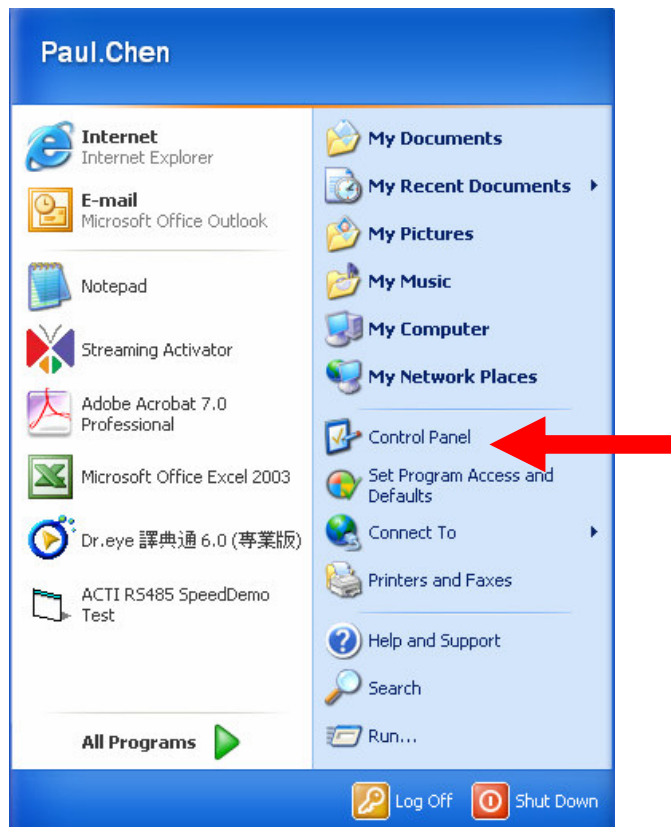 Paul.Chen
Internet
Internet Explorer
E-mail
Microsoft Office Outlook
Notepad
Streaming Activator
Adobe Acrobat 7.0
Professional
Microsoft Office Excel 2003
Dr.eye 譯典通 6.0 (專業版)
ACTI RS485 SpeedDemo
Test
All Programs
My Documents
My Recent Documents
My Pictures
My Music
My Computer
My Network Places
Control Panel
Set Program Access and
Defaults
Connect To
Printers and Faxes
Help and Support
Search
Run...
Log Off
Shut Down